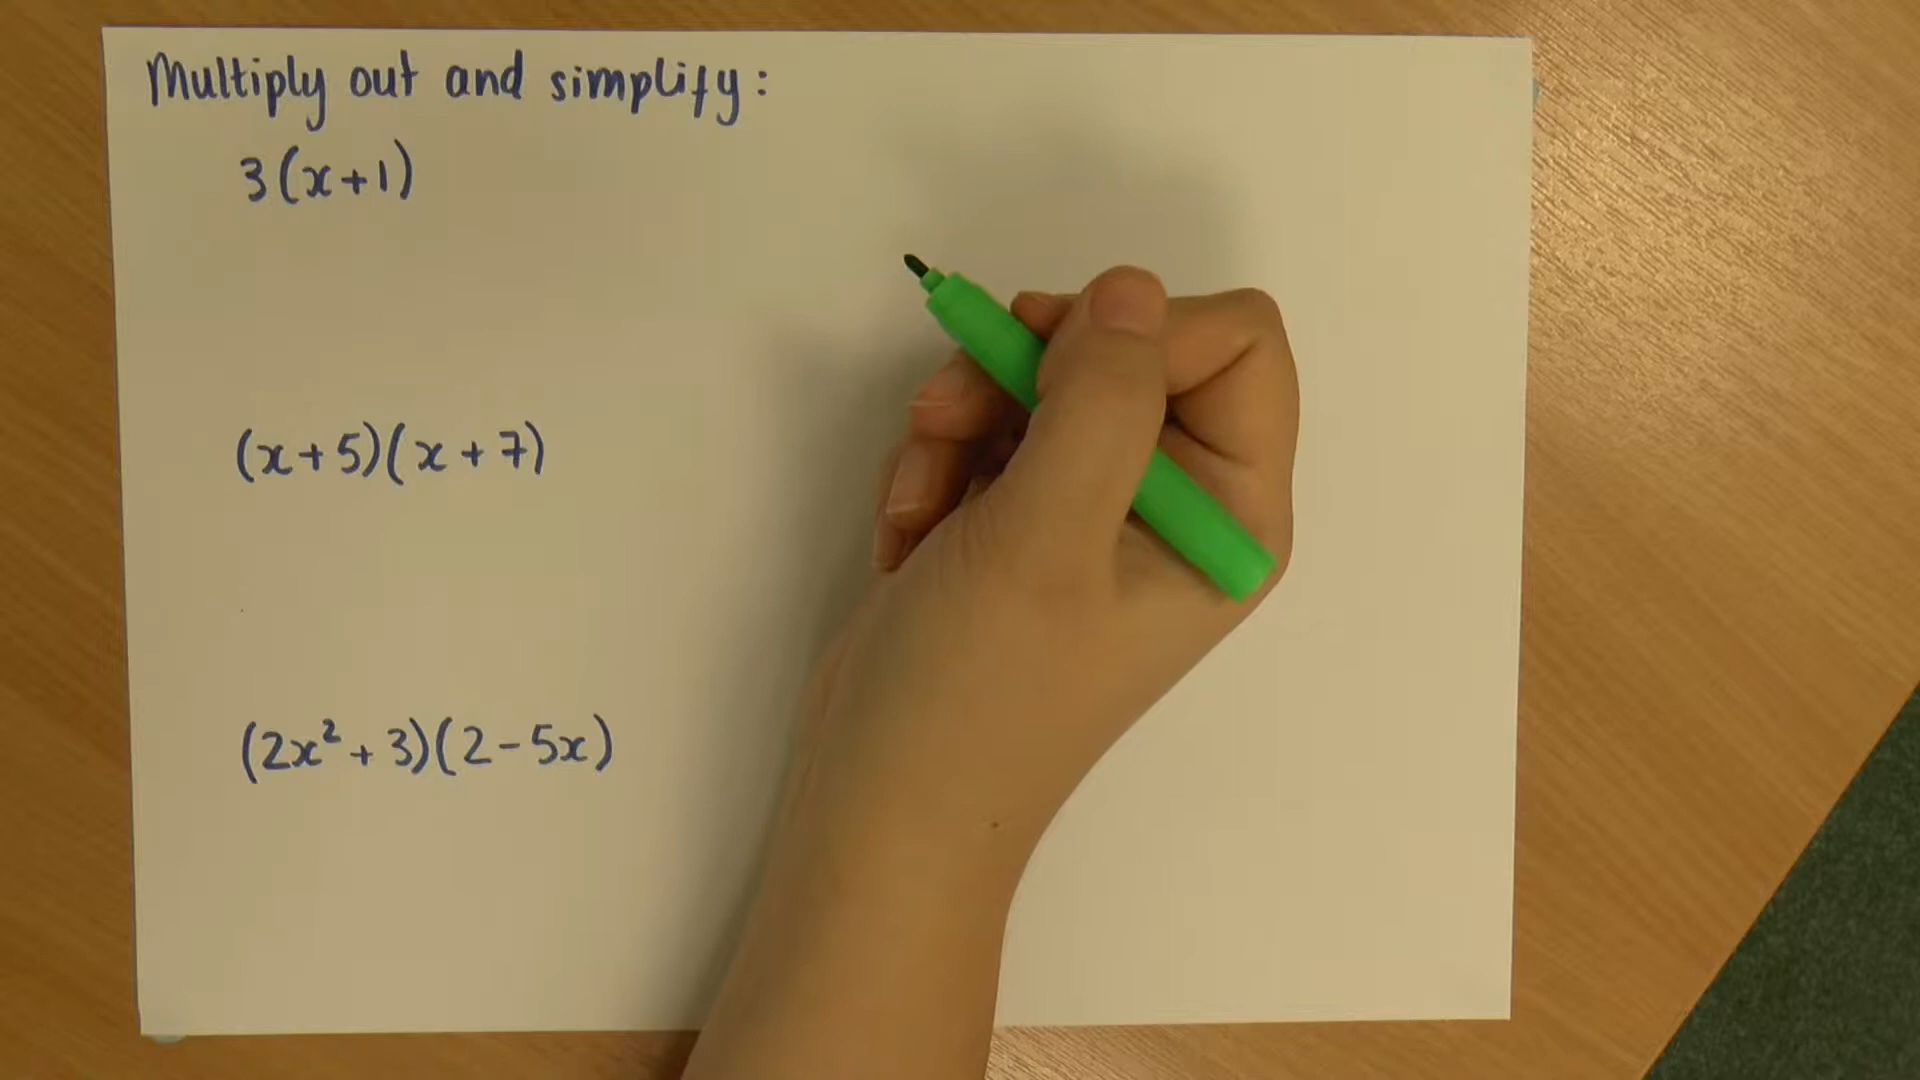 Multiply out and simplify:
3(x+1)
(x+5)(x+7)
(2x²+3)(2-5x)